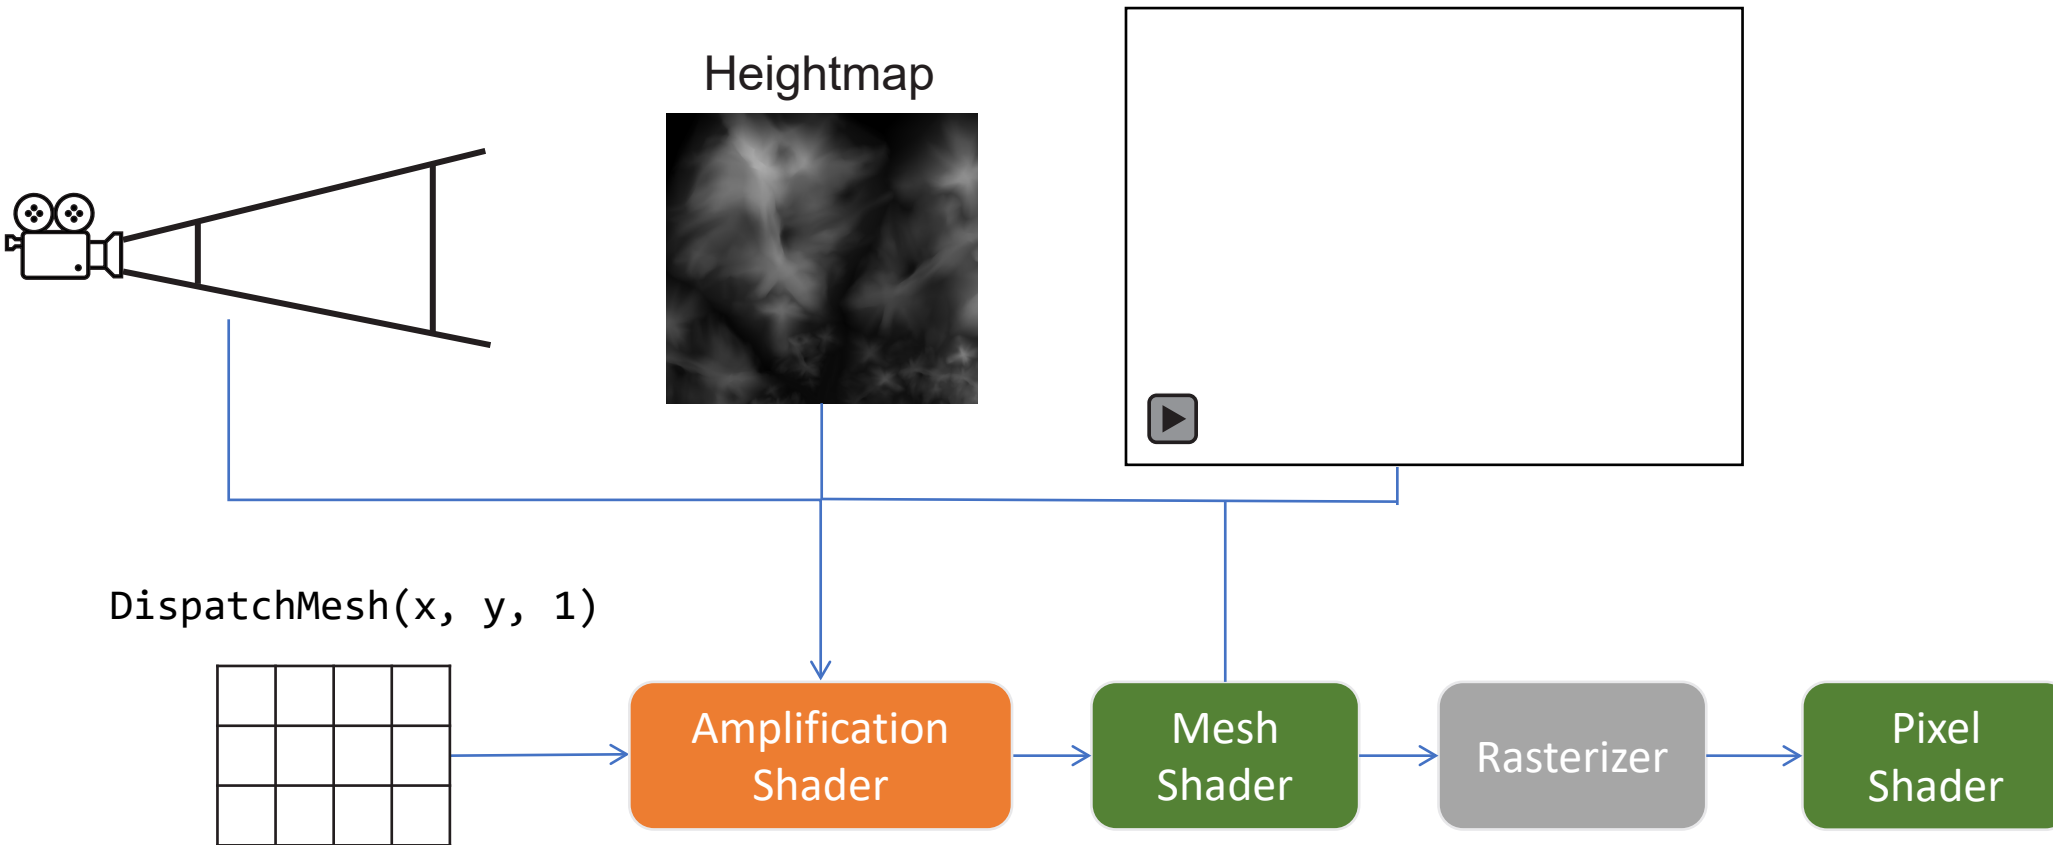 Heightmap
DispatchMesh(x, y, 1)
Amplification
Shader
Mesh
Shader
Rasterizer
Pixel
Shader